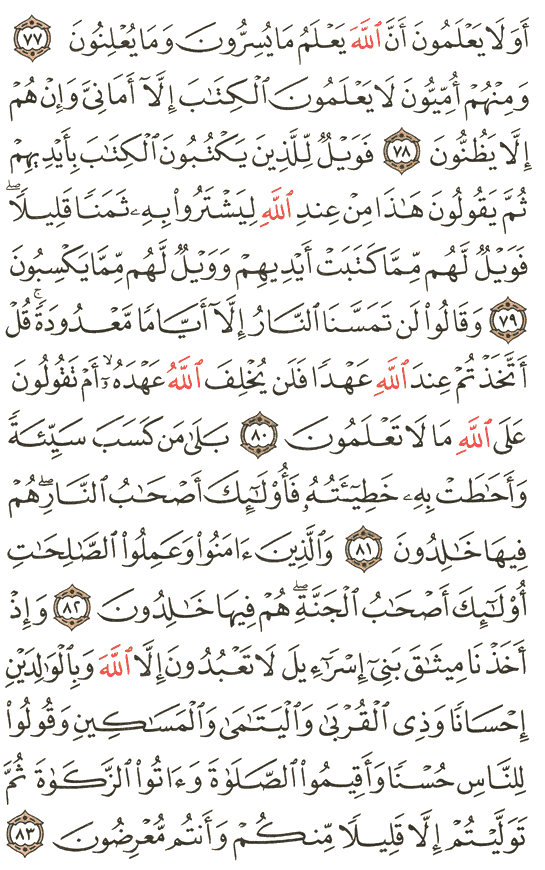 أَوَلَا يَعْلَمُونَ أَنَّ ٱللَّهَ يَعْلَمُ مَا يُسِرُّونَ وَمَا يُعْلِنُونَ ٧٧
وَمِنْهُمْ أُمِّيُّونَ لَا يَعْلَمُونَ ٱلْكِتَٰبَ إِلَّآ أَمَانِىَّ وَإِنْ هُمْ
إِلَّا يَظُنُّونَ ٧٨ فَوَيْلٌ لِّلَّذِينَ يَكْتُبُونَ ٱلْكِتَٰبَ بِأَيْدِيهِمْ
ثُمَّ يَقُولُونَ هَٰذَا مِنْ عِندِ ٱللَّهِ لِيَشْتَرُوا۟ بِهِۦ ثَمَنًا قَلِيلًا ۖ
فَوَيْلٌ لَّهُم مِّمَّا كَتَبَتْ أَيْدِيهِمْ وَوَيْلٌ لَّهُم مِّمَّا يَكْسِبُونَ
٧٩ وَقَالُوا۟ لَن تَمَسَّنَا ٱلنَّارُ إِلَّآ أَيَّامًا مَّعْدُودَةً ۚ قُلْ
أَتَّخَذْتُمْ عِندَ ٱللَّهِ عَهْدًا فَلَن يُخْلِفَ ٱللَّهُ عَهْدَهُۥٓ ۖ أَمْ تَقُولُونَ
عَلَى ٱللَّهِ مَا لَا تَعْلَمُونَ ٨٠ بَلَىٰ مَن كَسَبَ سَيِّئَةً
وَأَحَٰطَتْ بِهِۦ خَطِيٓـَٔتُهُۥ فَأُو۟لَٰٓئِكَ أَصْحَٰبُ ٱلنَّارِ ۖ هُمْ
فِيهَا خَٰلِدُونَ ٨١ وَٱلَّذِينَ ءَامَنُوا۟ وَعَمِلُوا۟ ٱلصَّٰلِحَٰتِ
أُو۟لَٰٓئِكَ أَصْحَٰبُ ٱلْجَنَّةِ ۖ هُمْ فِيهَا خَٰلِدُونَ ٨٢ وَإِذْ
أَخَذْنَا مِيثَٰقَ بَنِىٓ إِسْرَٰٓءِيلَ لَا تَعْبُدُونَ إِلَّا ٱللَّهَ وَبِٱلْوَٰلِدَيْنِ
إِحْسَانًا وَذِى ٱلْقُرْبَىٰ وَٱلْيَتَٰمَىٰ وَٱلْمَسَٰكِينِ وَقُولُوا۟
لِلنَّاسِ حُسْنًا وَأَقِيمُوا۟ ٱلصَّلَوٰةَ وَءَاتُوا۟ ٱلزَّكَوٰةَ ثُمَّ
تَوَلَّيْتُمْ إِلَّا قَلِيلًا مِّنكُمْ وَأَنتُم مُّعْرِضُونَ ٨٣